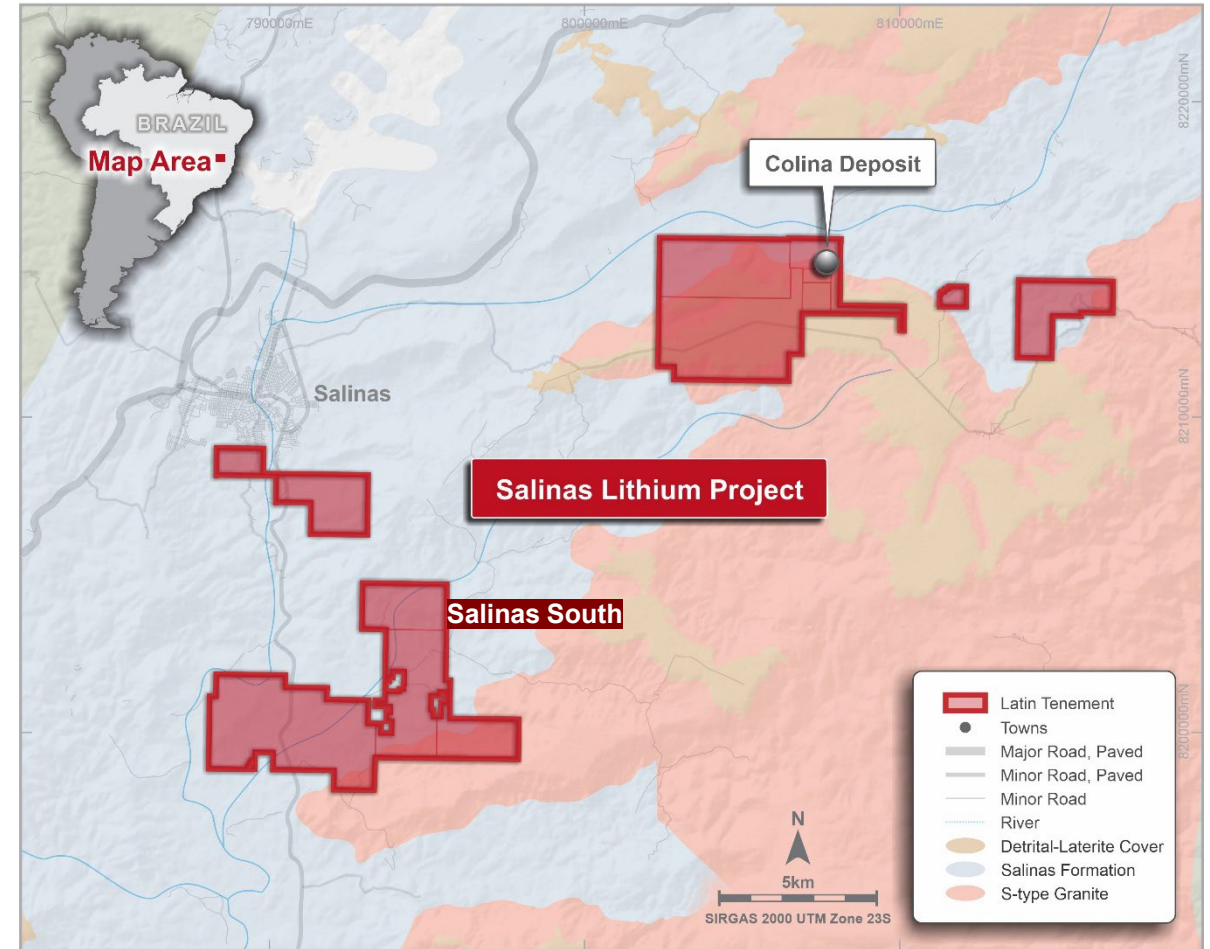 790000mE
800000mE
810000mE
BRAZIL
Map Area
8220000mN
Colina Deposit
Salinas
8210000mN
Salinas Lithium Project
Salinas South
8200000mN
Latin Tenement
Towns
Major Road, Paved
Minor Road, Paved
Minor Road
River
Detrital-Laterite Cover
Salinas Formation
S-type Granite
N
5km
SIRGAS 2000 UTM Zone 23S